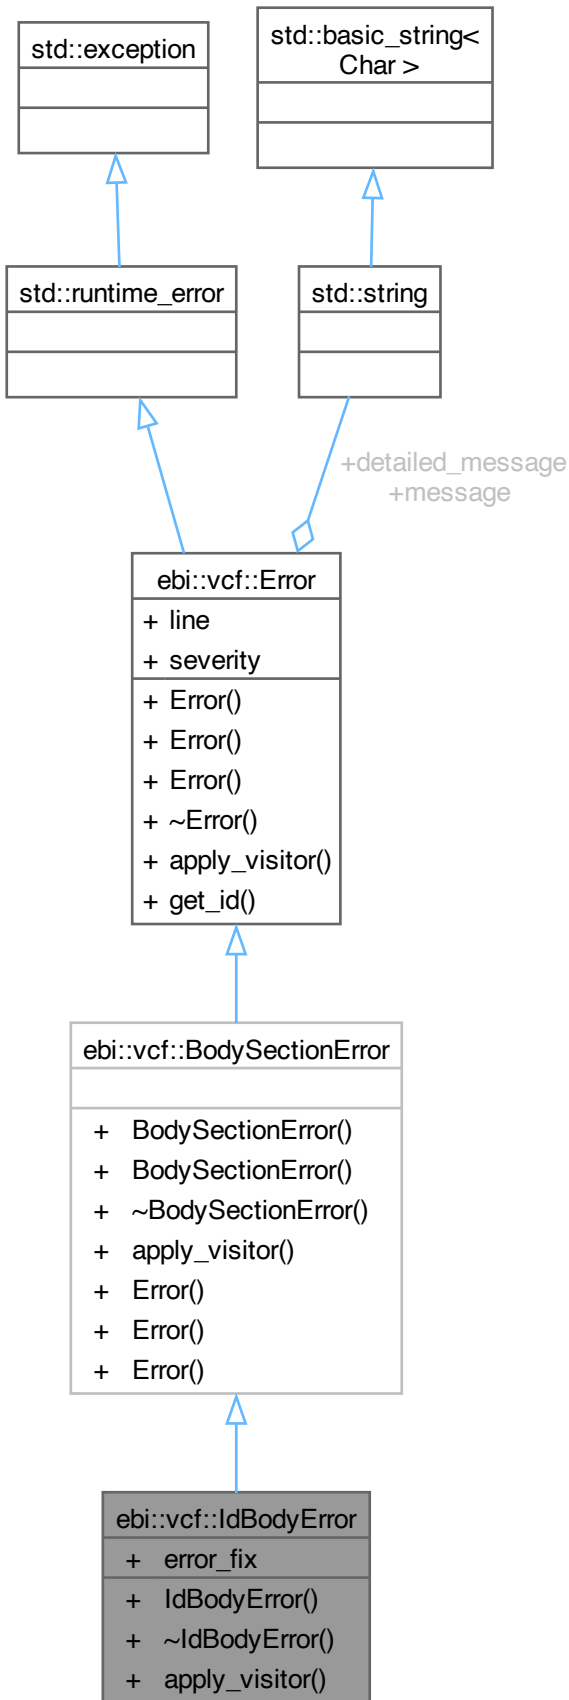 std::exception
std::basic_string<
Char >
std::runtime_error
std::string
+detailed_message
+message
ebi::vcf::Error
+ line
+ severity
+ Error()
+ Error()
+ Error()
+ ~Error()
+ apply_visitor()
+ get_id()
ebi::vcf::BodySectionError
+ BodySectionError()
+ BodySectionError()
+ ~BodySectionError()
+ apply_visitor()
+ Error()
+ Error()
+ Error()
ebi::vcf::IdBodyError
+ error_fix
+ IdBodyError()
+ ~IdBodyError()
+ apply_visitor()